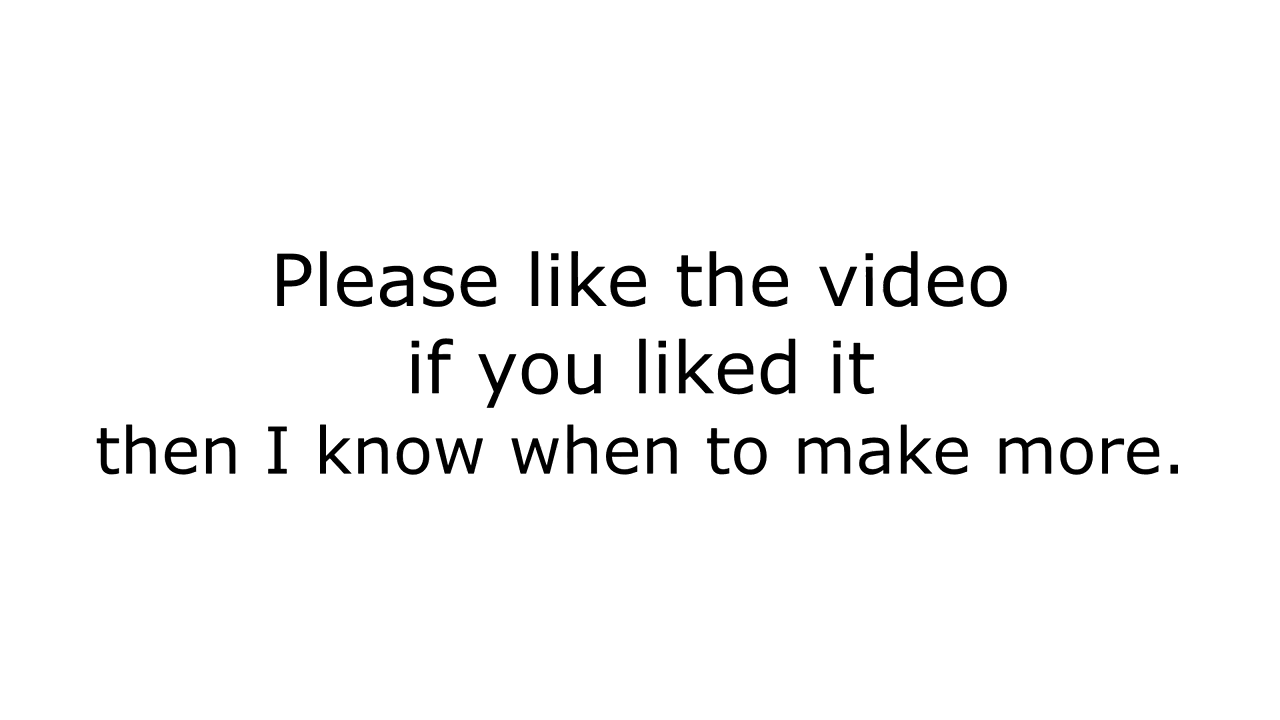 Please like the video
if you liked it
then I know when to make more.